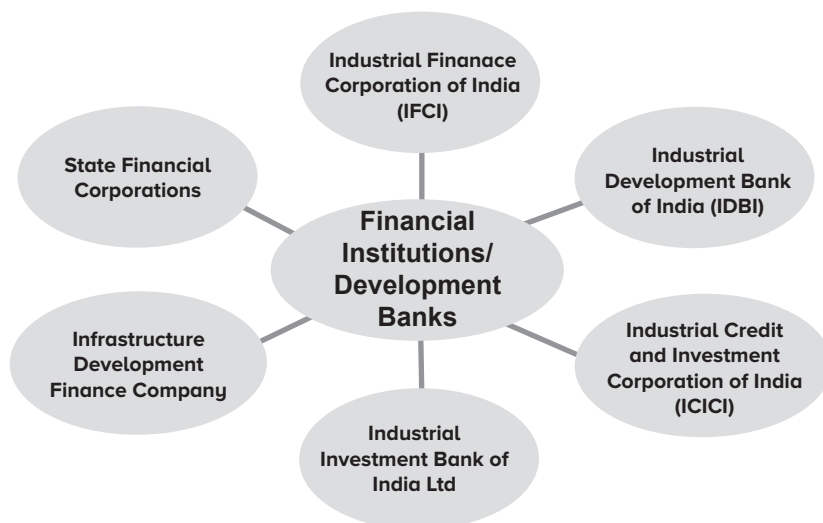 Industrial Finanace
Corporation of India
(IFCI)
State Financial
Corporations
Industrial
Development Bank
of India (IDBI)
Financial
Institutions/
Development
Banks
Infrastructure
Development
Finance Company
Industrial Credit
and Investment
Corporation of India
(ICICI)
Industrial
Investment Bank of
India Ltd